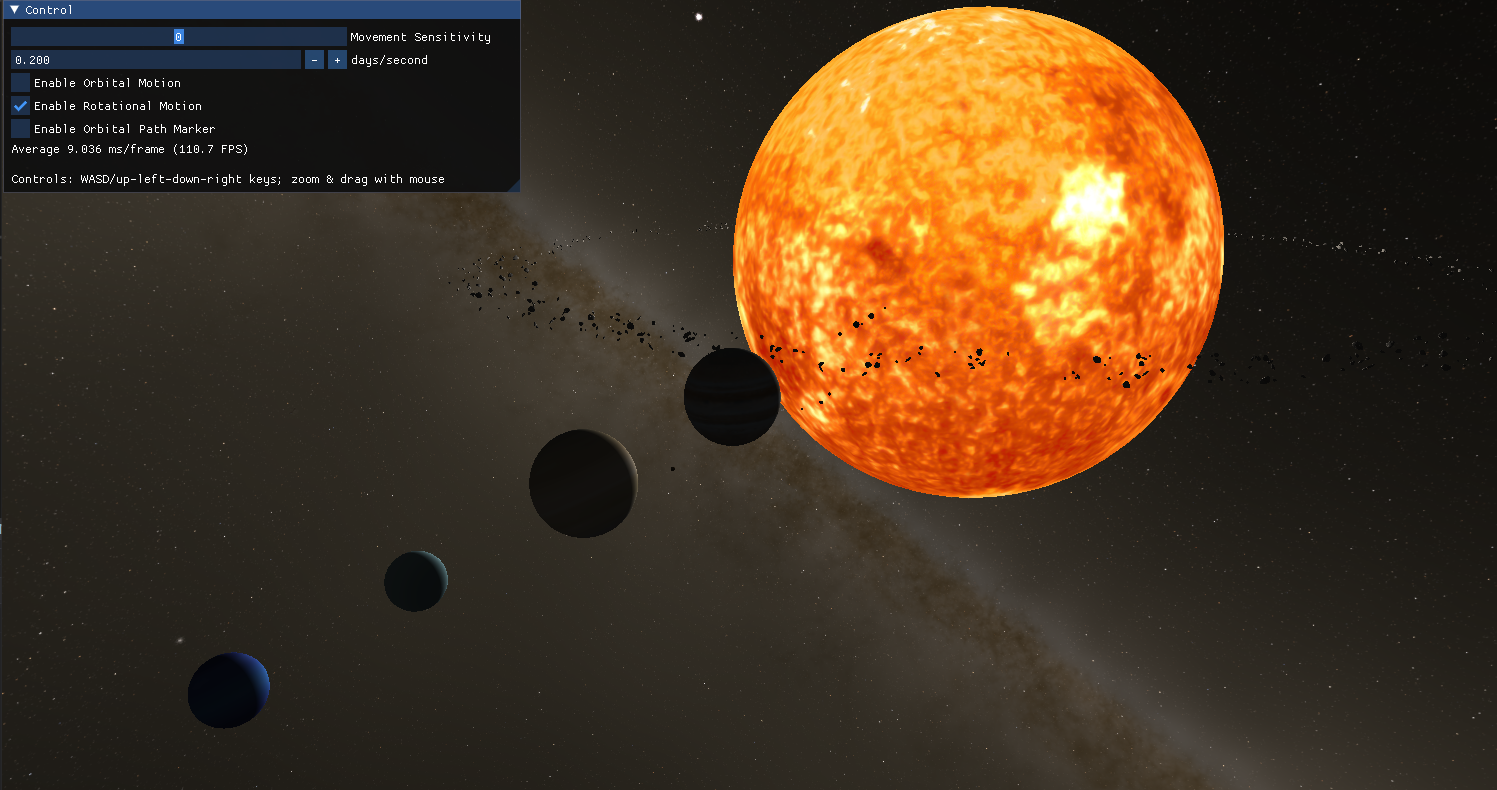 Control
0 Movement Sensitivity
0.200 - + days/second
Enable Orbital Motion
Enable Rotational Motion
Enable Orbital Path Marker
Average 9.036 ms/frame (110.7 FPS)
Controls: WASD/up-left-down-right keys; zoom & drag with mouse